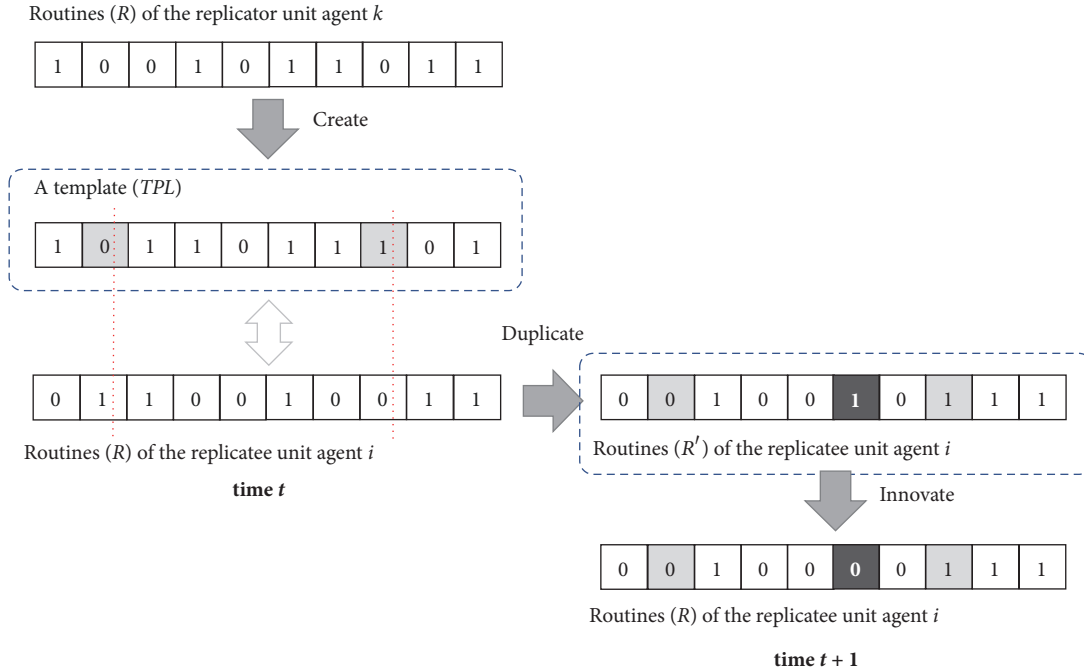 Routines (R) of the replicator unit agent k
1 0 0 1 0 1 1 0 1 1
Create
A template (TPL)
1 0 1 1 0 1 1 1 0 1
Duplicate
0 1 1 0 0 1 0 0 1 1
0 0 1 0 0 1 0 1 1 1
Routines (R) of the replicatee unit agent i
Routines (R′) of the replicatee unit agent i
time t
Innovate
0 0 1 0 0 0 0 1 1 1
Routines (R) of the replicatee unit agent i
time t + 1